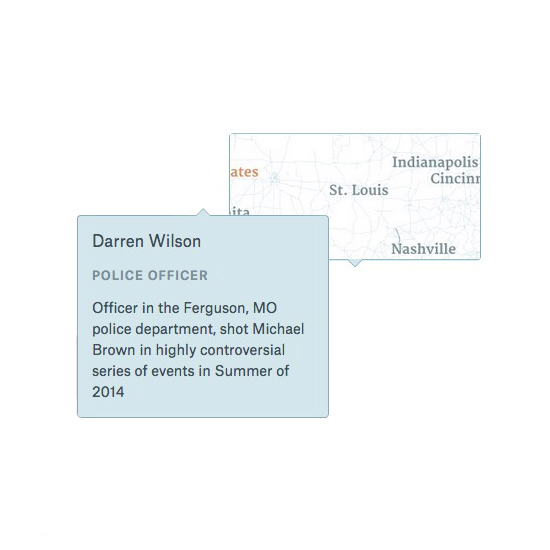 ates
Indianapolis
Cincinn
St. Louis
ita
Nashville
Darren Wilson
POLICE OFFICER
Officer in the Ferguson, MO
police department, shot Michael
Brown in highly controversial
series of events in Summer of
2014